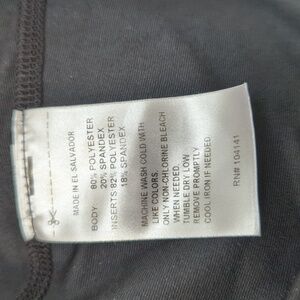 MADE IN EL SALVADOR
BODY 80% POLYESTER
20% SPANDEX
INSERTS: 82% POLYESTER
18% SPANDEX
MACHINE WASH COLD WITH
LIKE COLORS.
ONLY NON-CHLORINE BLEACH
WHEN NEEDED.
TUMBLE DRY LOW
REMOVE PROMPTLY.
COOL IRON IF NEEDED
RN# 104141